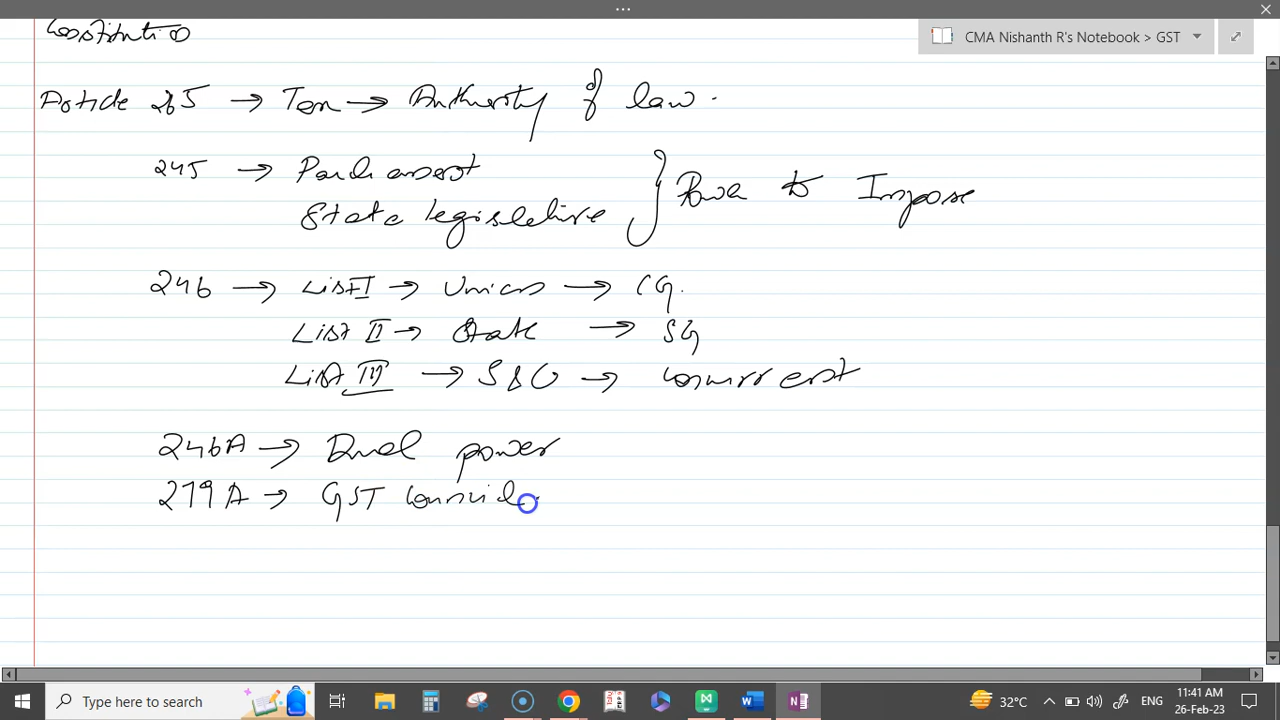 ...
CMA Nishanth R's Notebook > GST
Constitution
Article 265 → Tax → Authority of law.
245 → Parliament
State legislative } Power to Impose
246 → List I → Union → CG.
List II → State → SG
List III → S & C → Concurrent
246A → Dual power
279A → GST Council.
Type here to search
32°C
ENG
11:41 AM
26-Feb-23